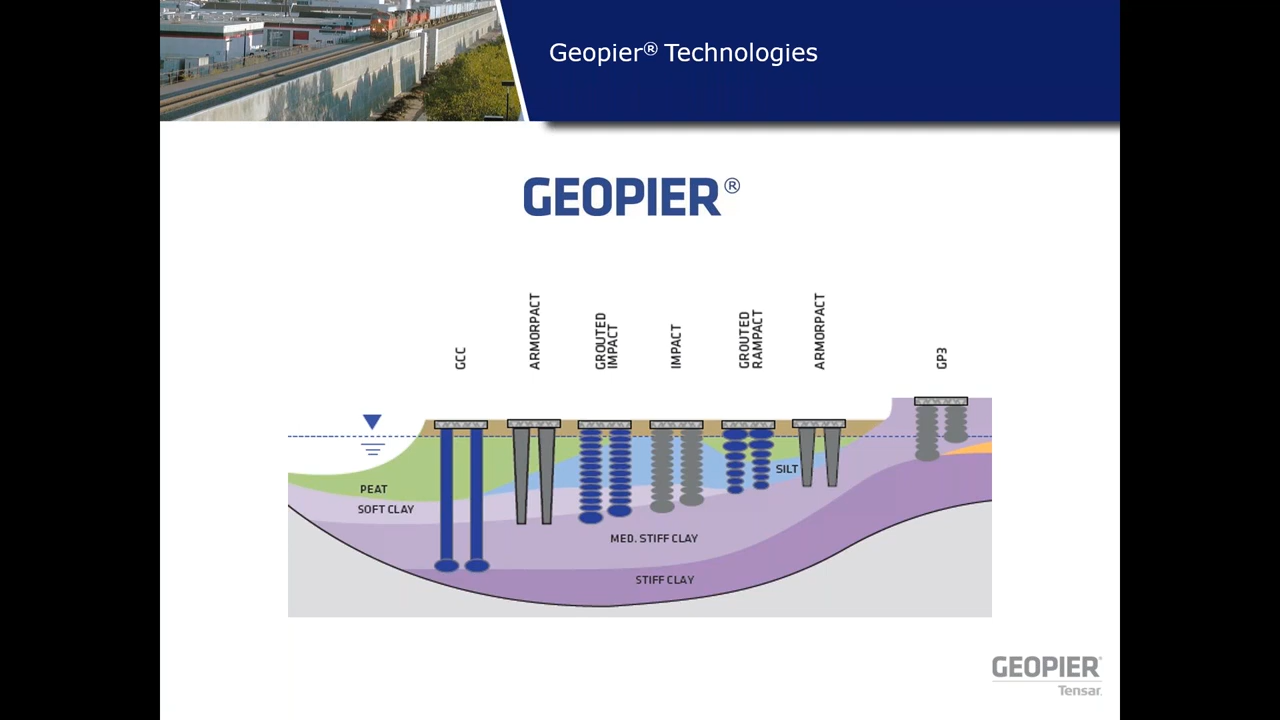 Geopier® Technologies
GEOPIER®
GCC
ARMORPACT
GROUTED
IMPACT
IMPACT
GROUTED
RAMPACT
ARMORPACT
GP3
PEAT
SOFT CLAY
SILT
MED. STIFF CLAY
STIFF CLAY
GEOPIER®
Tensar.